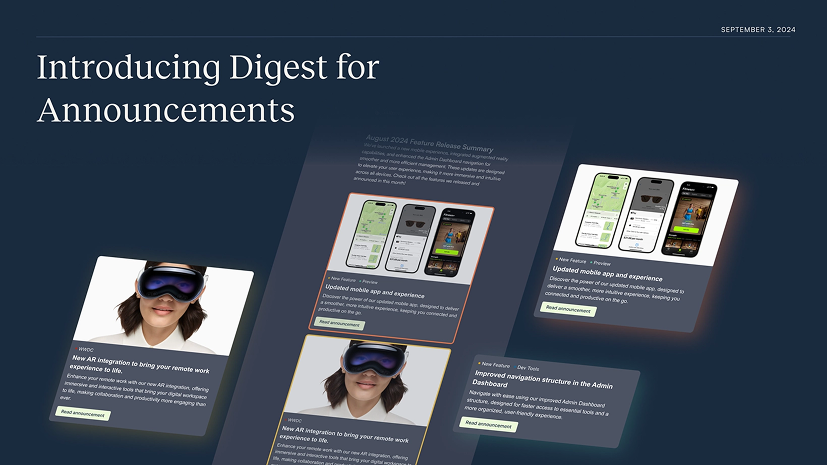 SEPTEMBER 3, 2024
Introducing Digest for
Announcements
August 2024 Feature Release Summary
We've launched a new mobile experience, integrated augmented reality
capabilities, and enhanced the Admin Dashboard navigation for
smoother and more efficient management. These updates are designed
to elevate your user experience, making it more immersive and intuitive
across all devices. Check out all the features we released and
announced in this month!
New Feature Preview
Updated mobile app and experience
Discover the power of our updated mobile app, designed to deliver
a smoother, more intuitive experience, keeping you connected and
productive on the go.
Read announcement
WWDC
New AR integration to bring your remote work
experience to life.
Enhance your remote work with our new AR integration, offering
immersive and interactive tools that bring your digital workspace
to life, making collaboration and
New Feature Preview
Updated mobile app and experience
Discover the power of our updated mobile app, designed to
deliver a smoother, more intuitive experience, keeping you
connected and productive on the go.
Read announcement
WWDC
New AR integration to bring your remote work
experience to life.
Enhance your remote work with our new AR integration, offering
immersive and interactive tools that bring your digital workspace
to life, making collaboration and productivity more engaging than
ever.
Read announcement
New Feature Dev Tools
Improved navigation structure in the Admin
Dashboard
Navigate with ease using our improved Admin Dashboard
structure, designed for faster access to essential tools and a
more organized, user-friendly experience.
Read announcement